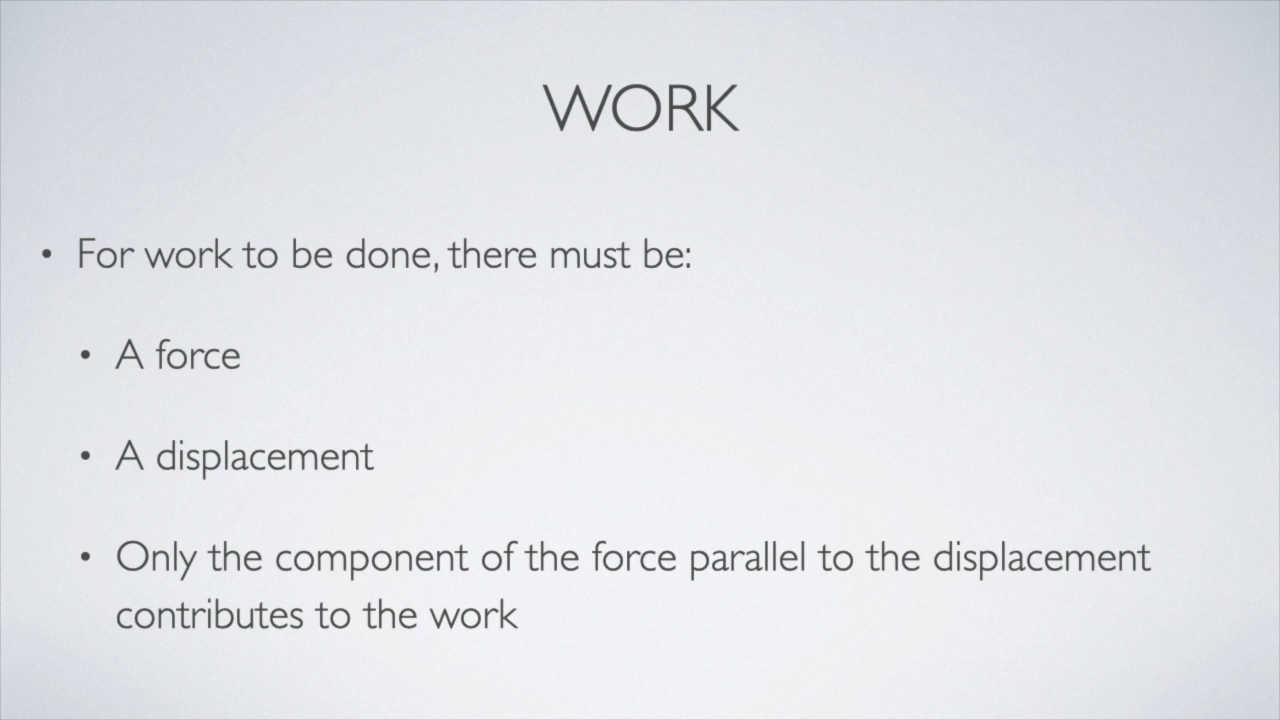 WORK
• For work to be done, there must be:
• A force
• A displacement
• Only the component of the force parallel to the displacement
contributes to the work